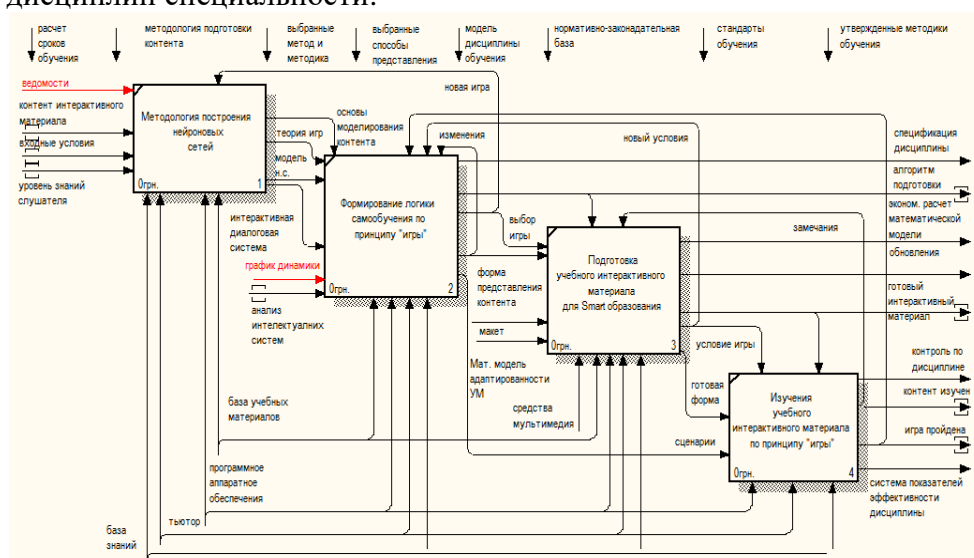 дисциплин специальности.
расчет
сроков
обучения
методология подготовки
контента
выбранные
метод и
методика
выбранные
способы
представления
модель
дисциплины
обучения
нормативно-законадательная
база
стандарты
обучения
утвержденные методики
обучения
ведомости
контент интерактивного
материала
входные условия
уровень знаний
слушателя
Методология построения
нейроновых
сетей
0грн.
1
новая игра
основы
моделирования
контента
теория игр
модель
н.с.
изменения
новый условия
спецификация
дисциплины
алгоритм
подготовки
эконом. расчет
математической
модели
обновления
готовый
интерактивный
материал
Формирование логики
самообучения по
принципу "игры"
0грн.
2
интерактивная
диалоговая
система
график динамики
анализ
интелектуалних
систем
выбор
игры
замечания
Подготовка
учебного интерактивного
материала
для Smart образования
0грн.
3
форма
представления
контента
макет
Мат. модель
адаптированности
УМ
средства
мультимедия
условие игры
готовая
форма
сценарии
контроль по
дисциплине
контент изучен
игра пройдена
система показателей
эффективности
дисциплины
Изучения
учебного
интерактивного материала
по принципу "игры"
0грн.
4
база учебных
материалов
программное
аппаратное
обеспечения
тьютор
база
знаний